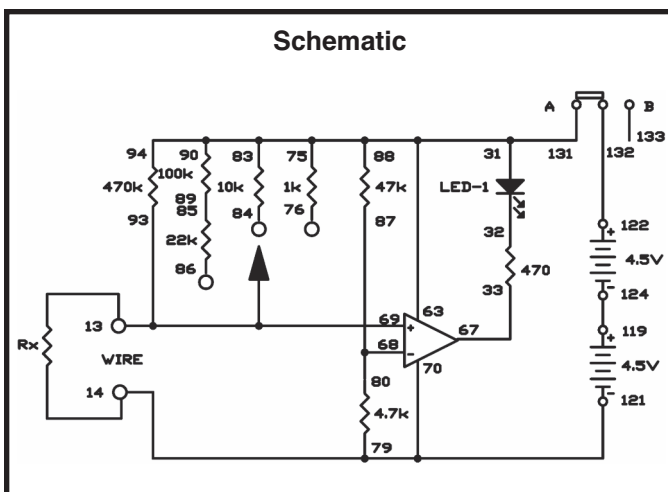 Schematic
A B
133
94 90 83 75 88 31 131 132
100k
470k 10k 1k 47k LED-1
93 89
85 84 76 87
22k 32 122
+
86 4.5V
470 -
33 124
69 63 119
13 + 67 +
Rx 68
WIRE - 4.5V
70
14 80 -
4.7k 121
79